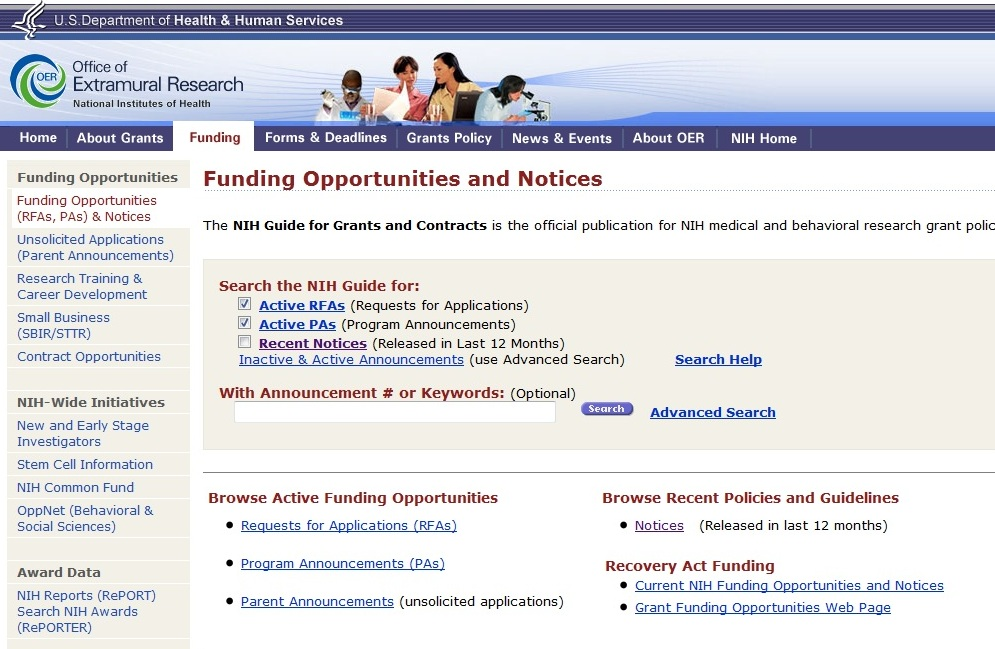 U.S.Department of Health & Human Services
OER
Office of
Extramural Research
National Institutes of Health
Home
About Grants
Funding
Forms & Deadlines
Grants Policy
News & Events
About OER
NIH Home
Funding Opportunities
Funding Opportunities
(RFAs, PAs) & Notices
Unsolicited Applications
(Parent Announcements)
Research Training &
Career Development
Small Business
(SBIR/STTR)
Contract Opportunities
NIH-Wide Initiatives
New and Early Stage
Investigators
Stem Cell Information
NIH Common Fund
OppNet (Behavioral &
Social Sciences)
Award Data
NIH Reports (RePORT)
Search NIH Awards
(RePORTER)
Funding Opportunities and Notices
The NIH Guide for Grants and Contracts is the official publication for NIH medical and behavioral research grant polic
Search the NIH Guide for:
Active RFAs (Requests for Applications)
Active PAs (Program Announcements)
Recent Notices (Released in Last 12 Months)
Inactive & Active Announcements (use Advanced Search) Search Help
With Announcement # or Keywords: (Optional)
Search Advanced Search
Browse Active Funding Opportunities
Requests for Applications (RFAs)
Program Announcements (PAs)
Parent Announcements (unsolicited applications)
Browse Recent Policies and Guidelines
Notices (Released in last 12 months)
Recovery Act Funding
Current NIH Funding Opportunities and Notices
Grant Funding Opportunities Web Page